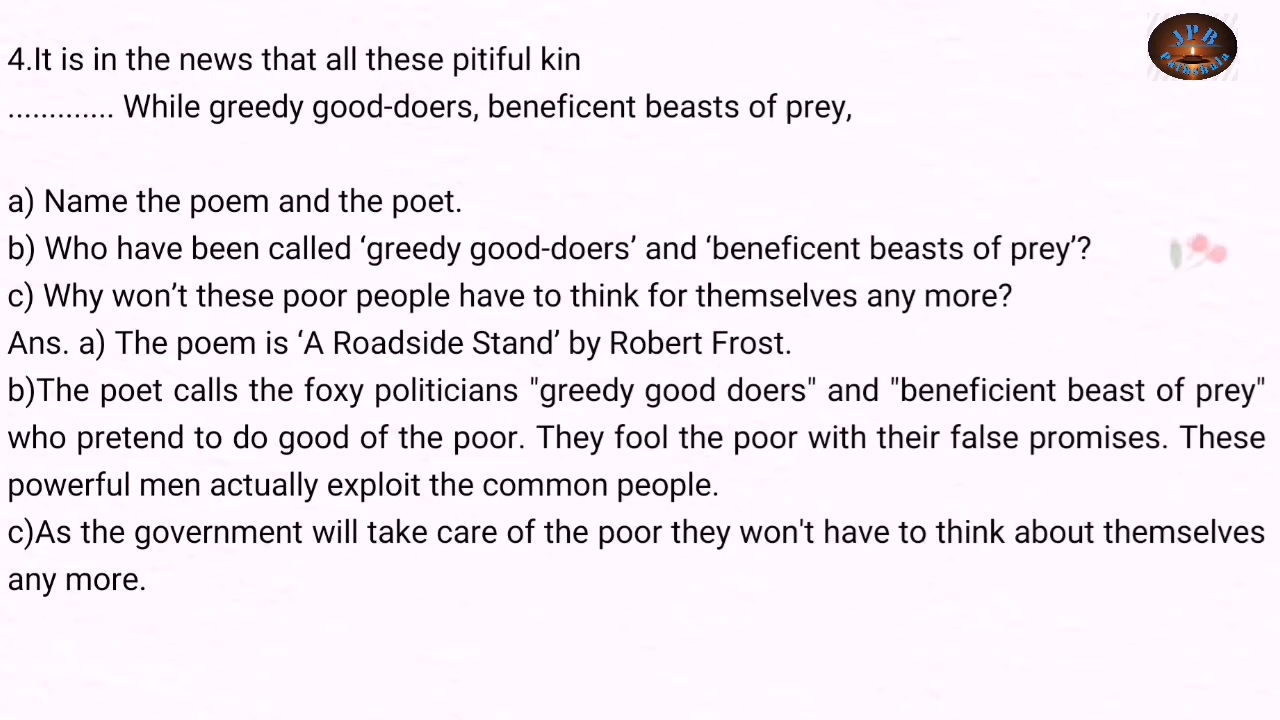 JPB
Pathshala
4.It is in the news that all these pitiful kin
............. While greedy good-doers, beneficent beasts of prey,
a) Name the poem and the poet.
b) Who have been called ‘greedy good-doers’ and ‘beneficent beasts of prey’?
c) Why won’t these poor people have to think for themselves any more?
Ans. a) The poem is ‘A Roadside Stand’ by Robert Frost.
b)The poet calls the foxy politicians "greedy good doers" and "beneficient beast of prey"
who pretend to do good of the poor. They fool the poor with their false promises. These
powerful men actually exploit the common people.
c)As the government will take care of the poor they won't have to think about themselves
any more.